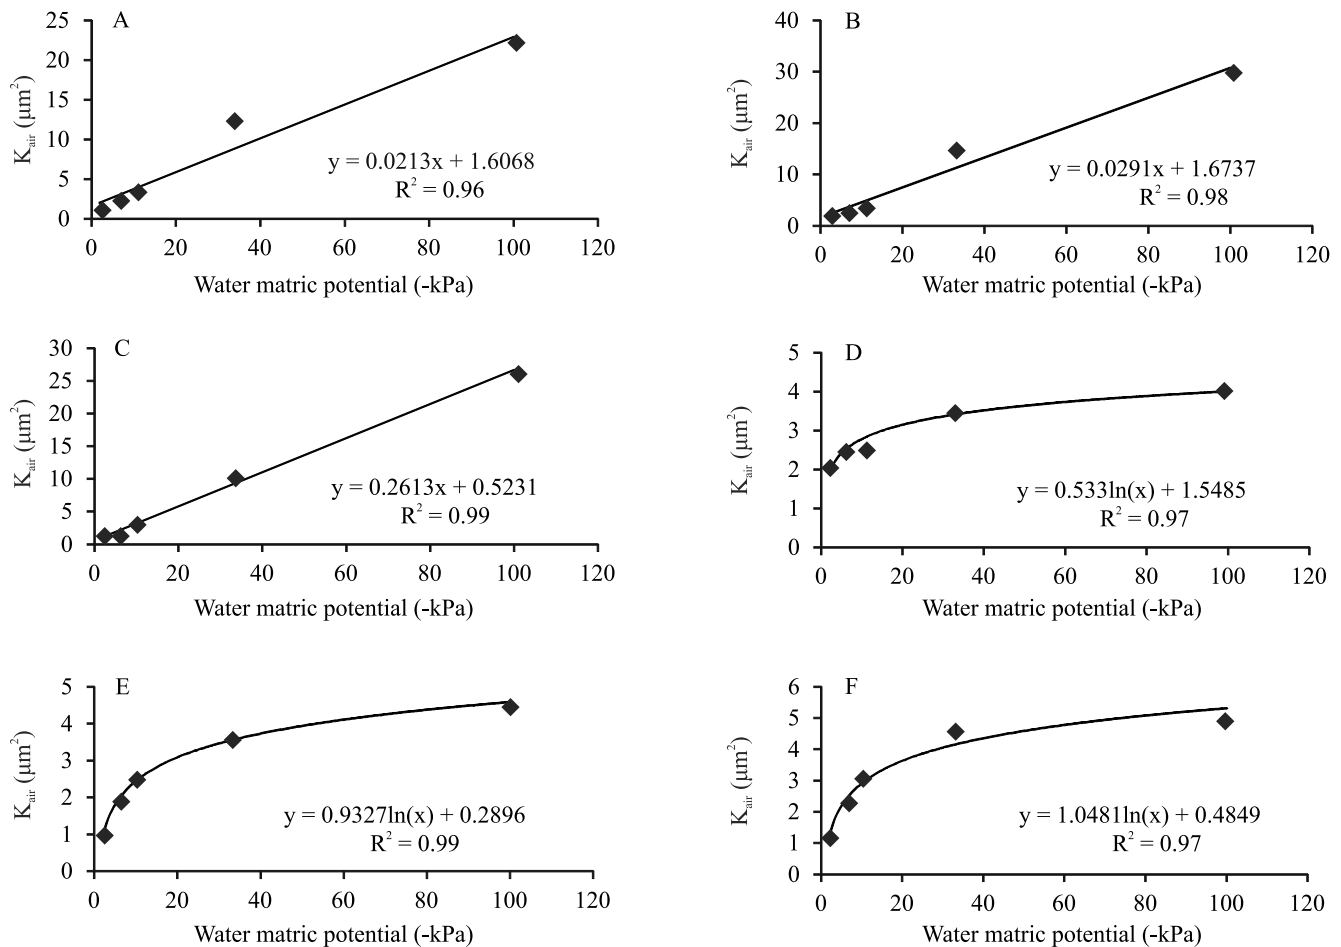 A
25
20
15
10
5
0
K_air (µm²)
y = 0.0213x + 1.6068
R² = 0.96
0 20 40 60 80 100 120
Water matric potential (-kPa)
B
40
30
20
10
0
K_air (µm²)
y = 0.0291x + 1.6737
R² = 0.98
0 20 40 60 80 100 120
Water matric potential (-kPa)
C
30
25
20
15
10
5
0
K_air (µm²)
y = 0.2613x + 0.5231
R² = 0.99
0 20 40 60 80 100 120
Water matric potential (-kPa)
D
5
4
3
2
1
0
K_air (µm²)
y = 0.533ln(x) + 1.5485
R² = 0.97
0 20 40 60 80 100 120
Water matric potential (-kPa)
E
5
4
3
2
1
0
K_air (µm²)
y = 0.9327ln(x) + 0.2896
R² = 0.99
0 20 40 60 80 100 120
Water matric potential (-kPa)
F
6
5
4
3
2
1
0
K_air (µm²)
y = 1.0481ln(x) + 0.4849
R² = 0.97
0 20 40 60 80 100 120
Water matric potential (-kPa)